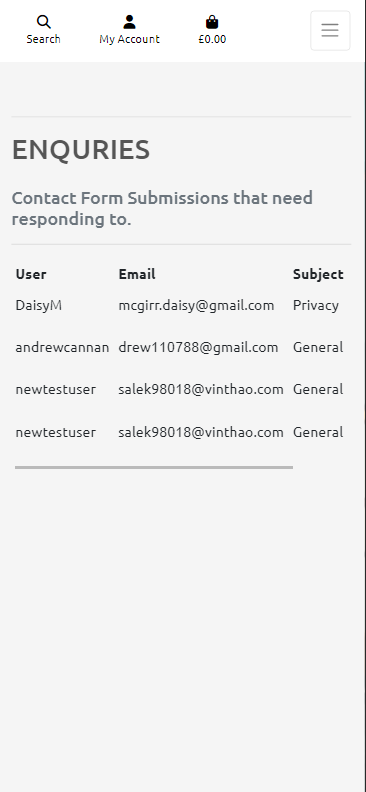 Search My Account £0.00
ENQURIES
Contact Form Submissions that need
responding to.
User Email Subject
DaisyM mcgirr.daisy@gmail.com Privacy
andrewcannan drew110788@gmail.com General
newtestuser salek98018@vinthao.com General
newtestuser salek98018@vinthao.com General